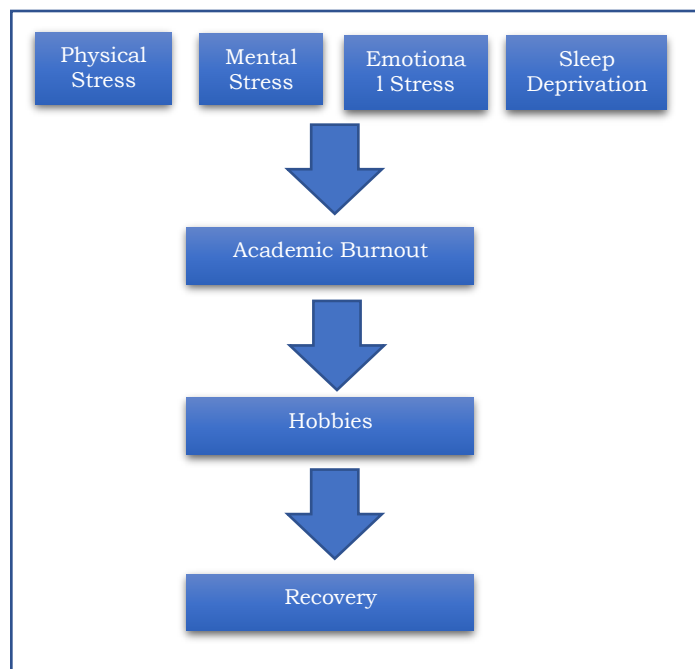 Physical
Stress
Mental
Stress
Emotiona
l Stress
Sleep
Deprivation
Academic Burnout
Hobbies
Recovery